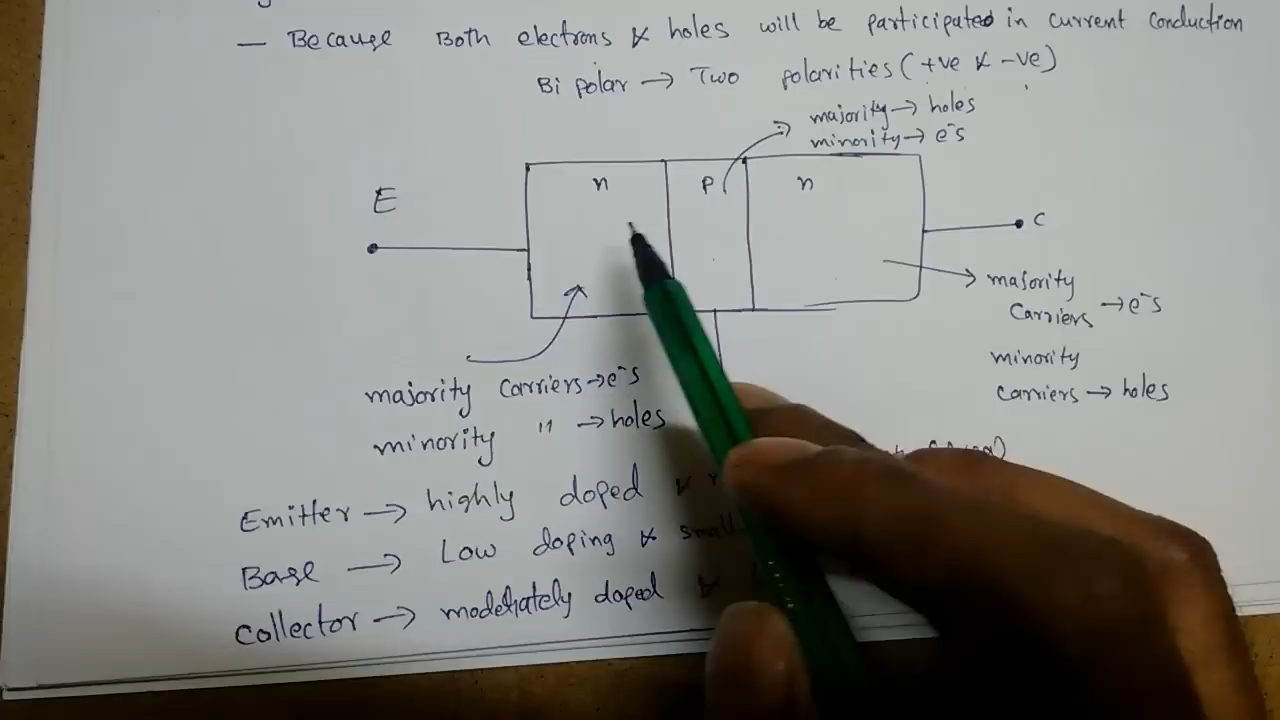 — Because Both electrons & holes will be participated in current conduction
Bi polar → Two polarities (+ve & -ve)
majority → holes
minority → e⁻s
n p n
E
C
majority
carriers → e⁻s
minority
carriers → holes
majority carriers → e⁻s
minority " → holes
Emitter → highly doped &
Base → Low doping & small
Collector → moderately doped &